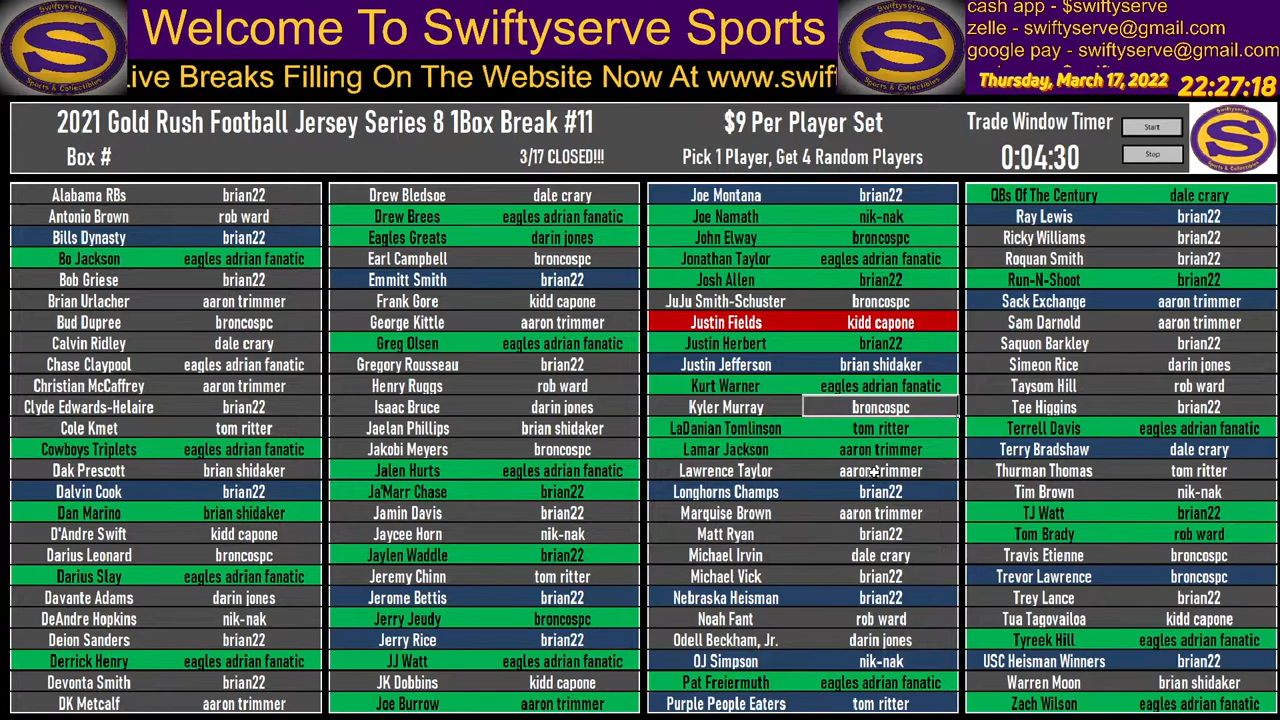 Welcome To Swiftyserve Sports
Live Breaks Filling On The Website Now At www.swif
cash app - $swiftyserve
zelle - swiftyserve@gmail.com
google pay - swiftyserve@gmail.com
Thursday, March 17, 2022 22:27:18
2021 Gold Rush Football Jersey Series 8 1Box Break #11
Box #
3/17 CLOSED!!!
$9 Per Player Set
Pick 1 Player, Get 4 Random Players
Trade Window Timer
0:04:30
Start
Stop
Swiftyserve
S
Sports & Collectibles
Alabama RBs brian22
Antonio Brown rob ward
Bills Dynasty brian22
Bo Jackson eagles adrian fanatic
Bob Griese brian22
Brian Urlacher aaron trimmer
Bud Dupree broncospc
Calvin Ridley dale crary
Chase Claypool eagles adrian fanatic
Christian McCaffrey aaron trimmer
Clyde Edwards-Helaire brian22
Cole Kmet tom ritter
Cowboys Triplets eagles adrian fanatic
Dak Prescott brian shidaker
Dalvin Cook brian22
Dan Marino brian shidaker
D'Andre Swift kidd capone
Darius Leonard broncospc
Darius Slay eagles adrian fanatic
Davante Adams darin jones
DeAndre Hopkins nik-nak
Deion Sanders brian22
Derrick Henry eagles adrian fanatic
Devonta Smith brian22
DK Metcalf aaron trimmer
Drew Bledsoe dale crary
Drew Brees eagles adrian fanatic
Eagles Greats darin jones
Earl Campbell broncospc
Emmitt Smith brian22
Frank Gore kidd capone
George Kittle aaron trimmer
Greg Olsen eagles adrian fanatic
Gregory Rousseau brian22
Henry Ruggs rob ward
Isaac Bruce darin jones
Jaelan Phillips brian shidaker
Jakobi Meyers broncospc
Jalen Hurts eagles adrian fanatic
Ja'Marr Chase brian22
Jamin Davis brian22
Jaycee Horn nik-nak
Jaylen Waddle brian22
Jeremy Chinn tom ritter
Jerome Bettis brian22
Jerry Jeudy broncospc
Jerry Rice brian22
JJ Watt eagles adrian fanatic
JK Dobbins kidd capone
Joe Burrow aaron trimmer
Joe Montana brian22
Joe Namath nik-nak
John Elway broncospc
Jonathan Taylor eagles adrian fanatic
Josh Allen brian22
JuJu Smith-Schuster broncospc
Justin Fields kidd capone
Justin Herbert brian22
Justin Jefferson brian shidaker
Kurt Warner eagles adrian fanatic
Kyler Murray broncospc
LaDanian Tomlinson tom ritter
Lamar Jackson aaron trimmer
Lawrence Taylor aaron trimmer
Longhorns Champs brian22
Marquise Brown aaron trimmer
Matt Ryan brian22
Michael Irvin dale crary
Michael Vick brian22
Nebraska Heisman brian22
Noah Fant rob ward
Odell Beckham, Jr. darin jones
OJ Simpson nik-nak
Pat Freiermuth eagles adrian fanatic
Purple People Eaters tom ritter
QBs Of The Century dale crary
Ray Lewis brian22
Ricky Williams brian22
Roquan Smith brian22
Run-N-Shoot brian22
Sack Exchange aaron trimmer
Sam Darnold aaron trimmer
Saquon Barkley brian22
Simeon Rice darin jones
Taysom Hill rob ward
Tee Higgins brian22
Terrell Davis eagles adrian fanatic
Terry Bradshaw dale crary
Thurman Thomas tom ritter
Tim Brown nik-nak
TJ Watt brian22
Tom Brady rob ward
Travis Etienne broncospc
Trevor Lawrence broncospc
Trey Lance brian22
Tua Tagovailoa kidd capone
Tyreek Hill eagles adrian fanatic
USC Heisman Winners brian22
Warren Moon brian shidaker
Zach Wilson eagles adrian fanatic